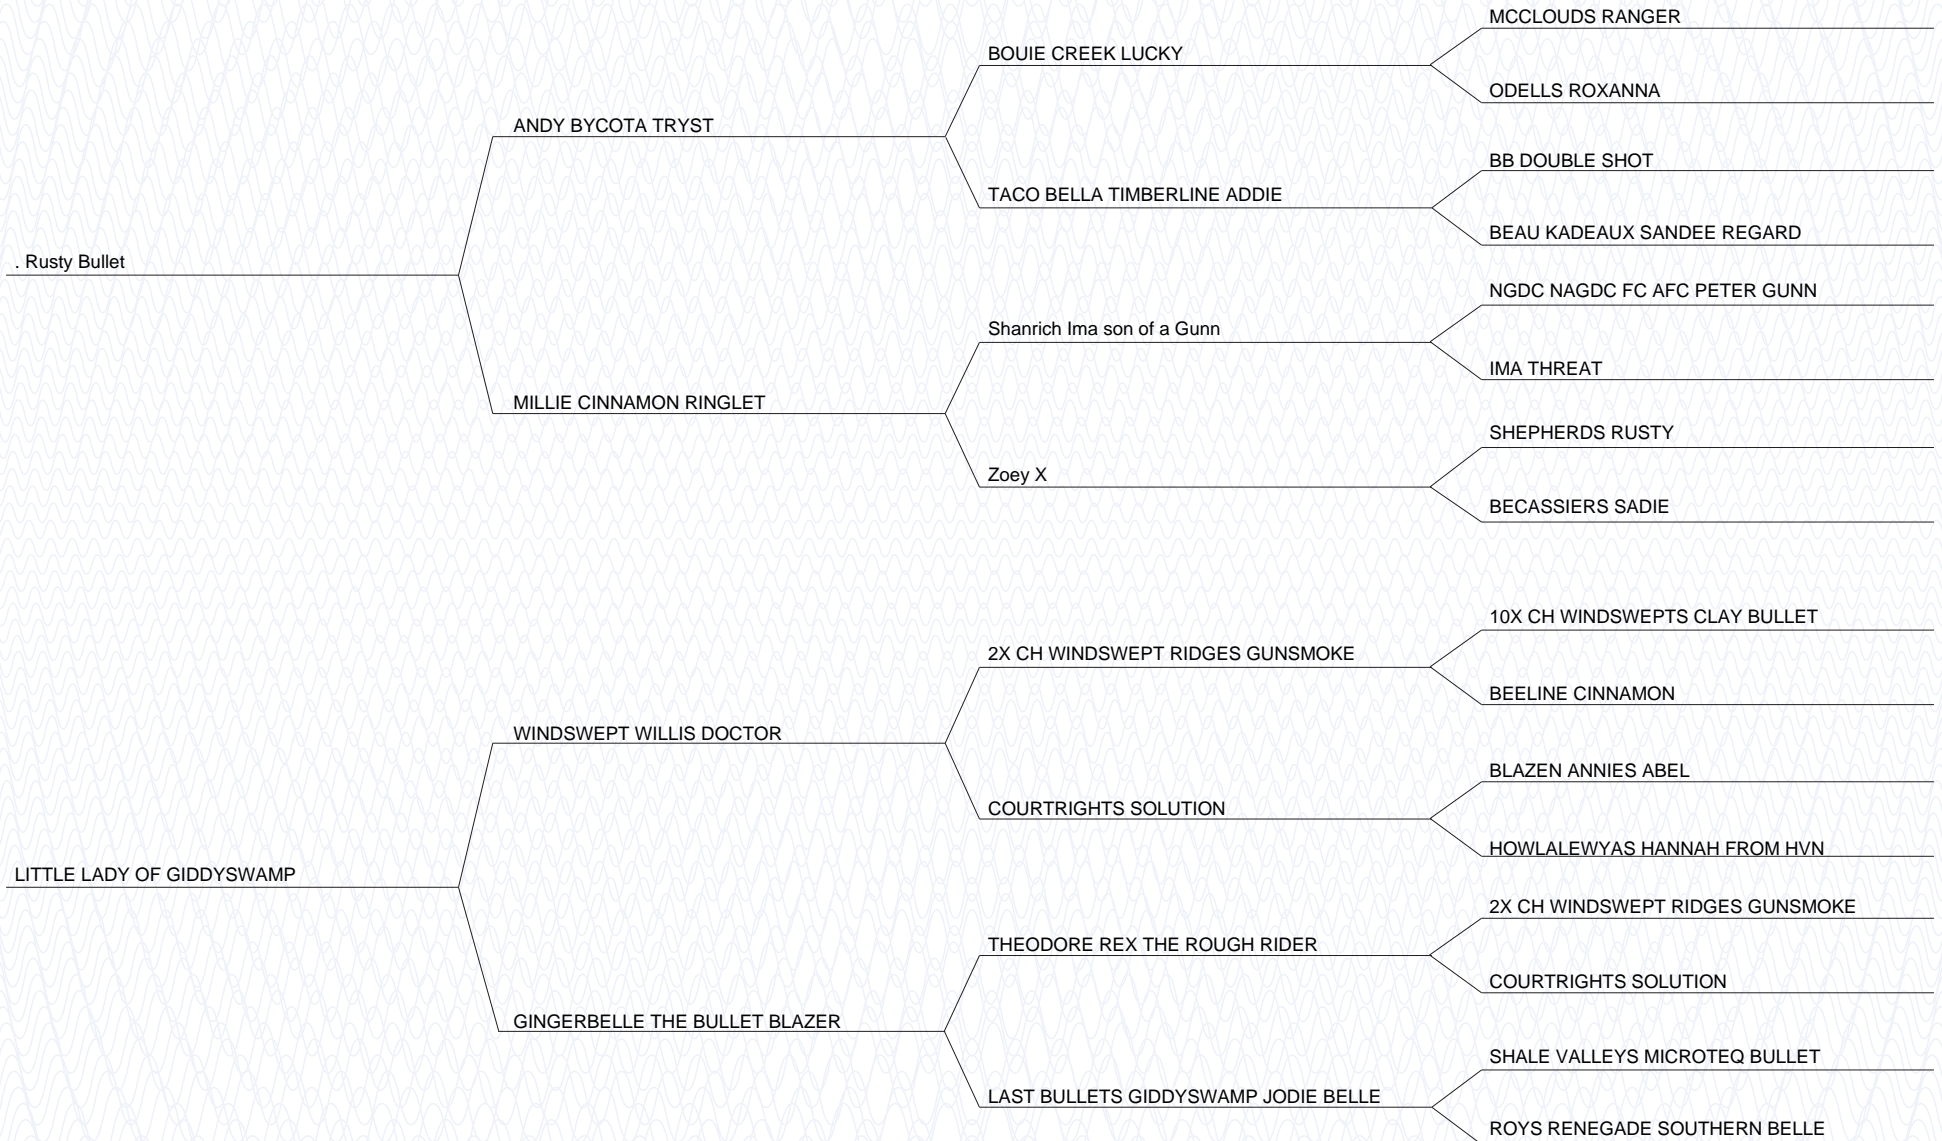 MCCLOUDS RANGER
BOUIE CREEK LUCKY
ODELLS ROXANNA
ANDY BYCOTA TRYST
BB DOUBLE SHOT
TACO BELLA TIMBERLINE ADDIE
BEAU KADEAUX SANDEE REGARD
. Rusty Bullet
NGDC NAGDC FC AFC PETER GUNN
Shanrich Ima son of a Gunn
IMA THREAT
MILLIE CINNAMON RINGLET
SHEPHERDS RUSTY
Zoey X
BECASSIERS SADIE
10X CH WINDSWEPTS CLAY BULLET
2X CH WINDSWEPT RIDGES GUNSMOKE
BEELINE CINNAMON
WINDSWEPT WILLIS DOCTOR
BLAZEN ANNIES ABEL
COURTRIGHTS SOLUTION
HOWLALEWYAS HANNAH FROM HVN
LITTLE LADY OF GIDDYSWAMP
2X CH WINDSWEPT RIDGES GUNSMOKE
THEODORE REX THE ROUGH RIDER
COURTRIGHTS SOLUTION
GINGERBELLE THE BULLET BLAZER
SHALE VALLEYS MICROTEQ BULLET
LAST BULLETS GIDDYSWAMP JODIE BELLE
ROYS RENEGADE SOUTHERN BELLE